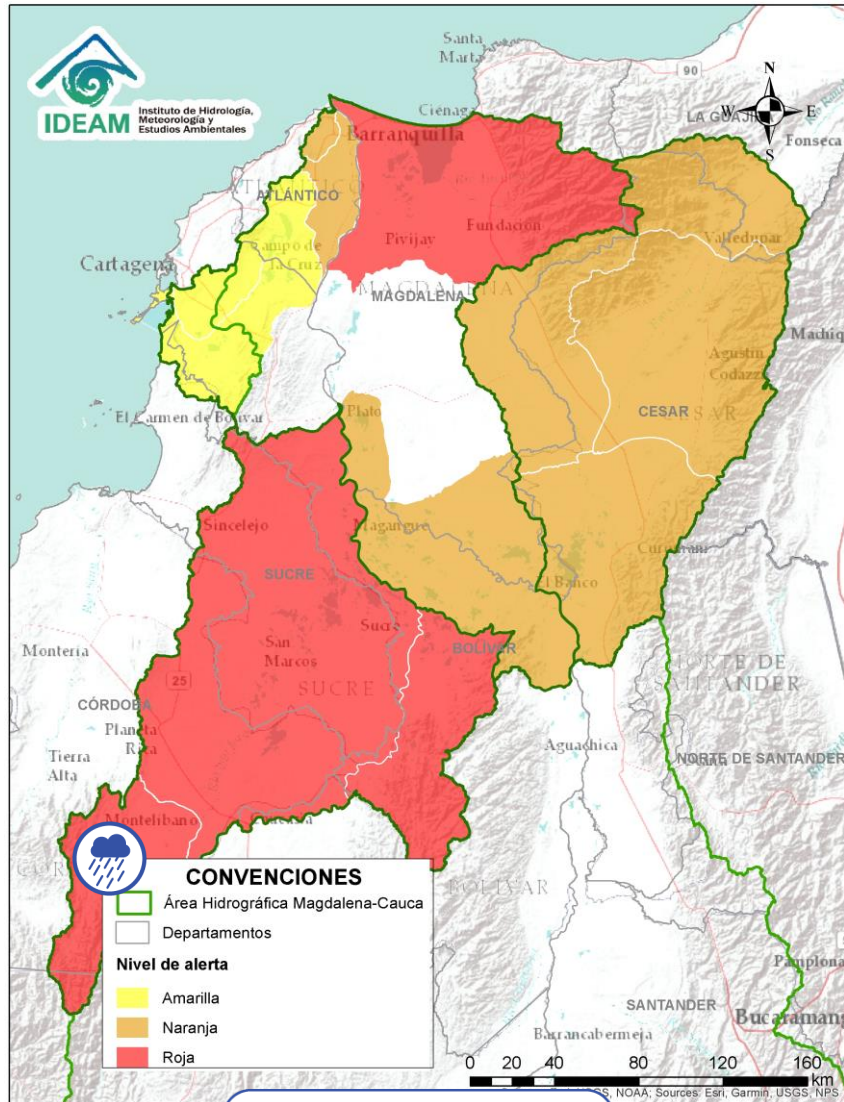 Santa
Marta
90
N
W E
S
IDEAM Instituto de Hidrología,
Meteorología y
Estudios Ambientales
Ciénaga
LA GUAJIRA
Fonseca
Barranquilla
ATLÁNTICO
Pivijay
Fundación
Valledupar
Campo de
la Cruz
Cartagena
MAGDALENA
MAGDALENA
Agustín
Codazzi
El Carmen de Bolívar
Plato
CESAR
Sincelejo
Magangue
SUCRE
El Banco
Sucre
San
Marcos
BOLÍVAR
Montería
25
SUCRE
NORTE DE
SANTANDER
CÓRDOBA
Planeta
Rica
Tierra
Alta
Aguachica
NORTE DE SANTANDER
Montelíbano
BOLÍVAR
CONVENCIONES
Área Hidrográfica Magdalena-Cauca
Departamentos
Nivel de alerta
Amarilla
Naranja
Roja
Pamplona
SANTANDER
Barrancabermeja
0 20 40 80 120 160
km
NOAA; Sources: Esri, Garmin, USGS, NPS